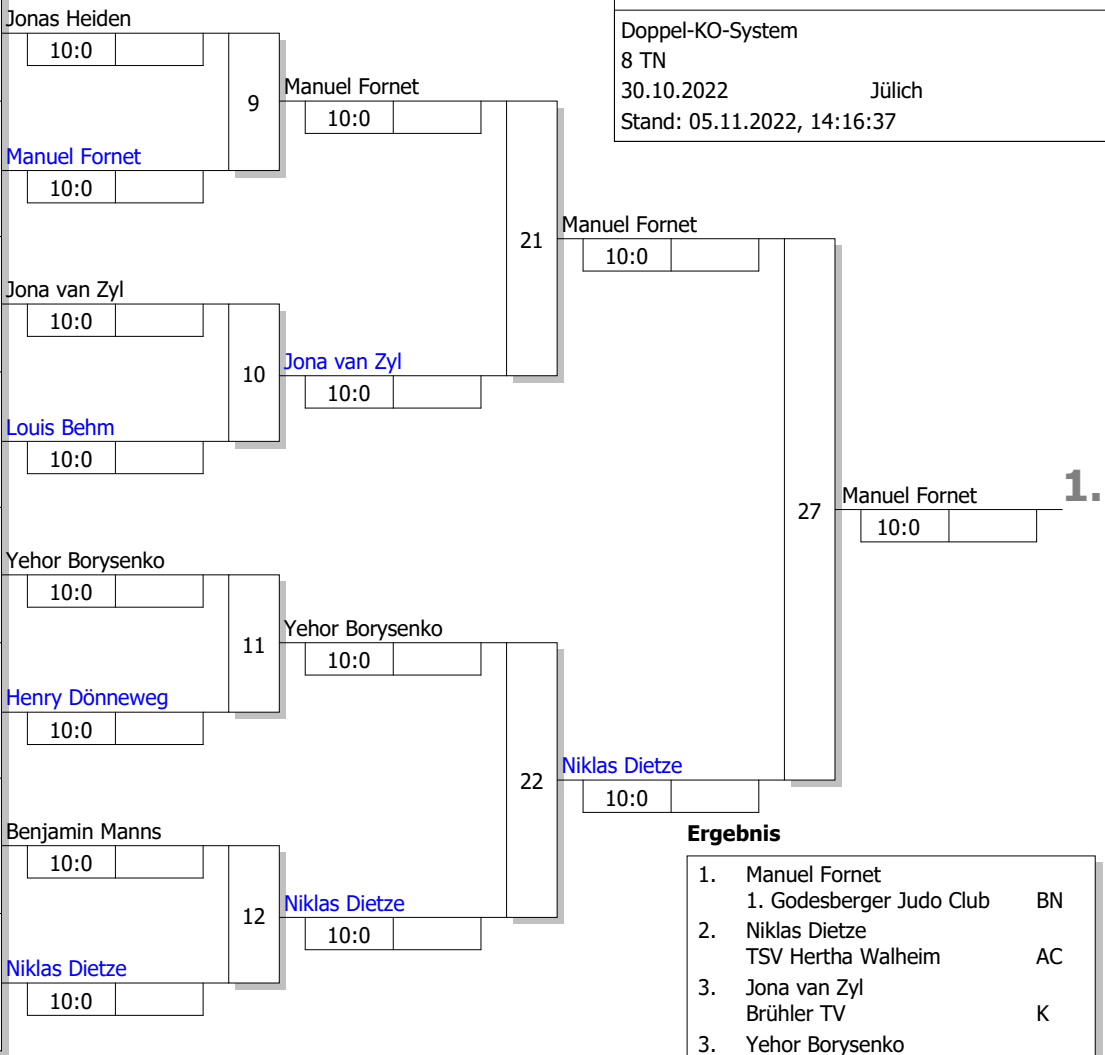 Doppel-KO-System
8 TN
30.10.2022 Jülich
Stand: 05.11.2022, 14:16:37
Jonas Heiden
10:0
9
Manuel Fornet
10:0
Manuel Fornet
10:0
21
Manuel Fornet
10:0
Jona van Zyl
10:0
10
Jona van Zyl
10:0
Louis Behm
10:0
27
Manuel Fornet
10:0
1.
Yehor Borysenko
10:0
11
Yehor Borysenko
10:0
Henry Dönneweg
10:0
22
Niklas Dietze
10:0
Benjamin Manns
10:0
12
Niklas Dietze
10:0
Niklas Dietze
10:0
Ergebnis
1. Manuel Fornet
1. Godesberger Judo Club BN
2. Niklas Dietze
TSV Hertha Walheim AC
3. Jona van Zyl
Brühler TV K
3. Yehor Borysenko